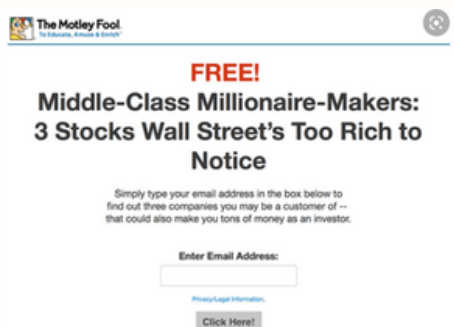 The Motley Fool.
To Educate, Amuse & Enrich
FREE!
Middle-Class Millionaire-Makers:
3 Stocks Wall Street's Too Rich to
Notice
Simply type your email address in the box below to
find out three companies you may be a customer of --
that could also make you tons of money as an investor.
Enter Email Address:
Privacy/Legal Information.
Click Here!